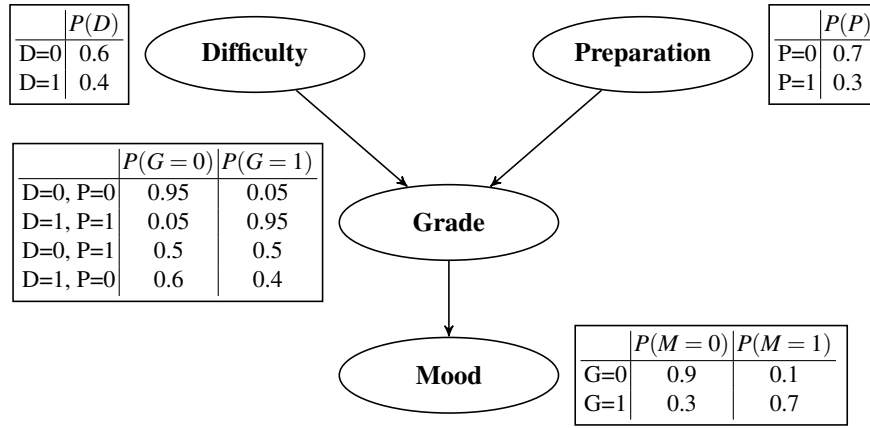 P(D)
D=0 0.6
D=1 0.4
Difficulty
Preparation
P(P)
P=0 0.7
P=1 0.3
P(G = 0) P(G = 1)
D=0, P=0 0.95 0.05
D=1, P=1 0.05 0.95
D=0, P=1 0.5 0.5
D=1, P=0 0.6 0.4
Grade
Mood
P(M = 0) P(M = 1)
G=0 0.9 0.1
G=1 0.3 0.7